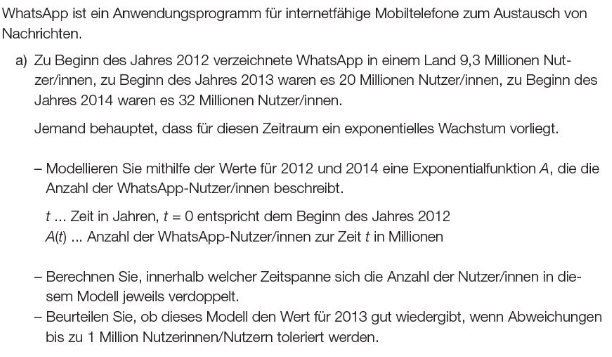 WhatsApp ist ein Anwendungsprogramm für internetfähige Mobiltelefone zum Austausch von
Nachrichten.
a) Zu Beginn des Jahres 2012 verzeichnete WhatsApp in einem Land 9,3 Millionen Nut-
zer/innen, zu Beginn des Jahres 2013 waren es 20 Millionen Nutzer/innen, zu Beginn des
Jahres 2014 waren es 32 Millionen Nutzer/innen.
Jemand behauptet, dass für diesen Zeitraum ein exponentielles Wachstum vorliegt.
– Modellieren Sie mithilfe der Werte für 2012 und 2014 eine Exponentialfunktion A, die die
Anzahl der WhatsApp-Nutzer/innen beschreibt.
t ... Zeit in Jahren, t = 0 entspricht dem Beginn des Jahres 2012
A(t) ... Anzahl der WhatsApp-Nutzer/innen zur Zeit t in Millionen
– Berechnen Sie, innerhalb welcher Zeitspanne sich die Anzahl der Nutzer/innen in die-
sem Modell jeweils verdoppelt.
– Beurteilen Sie, ob dieses Modell den Wert für 2013 gut wiedergibt, wenn Abweichungen
bis zu 1 Million Nutzerinnen/Nutzern toleriert werden.